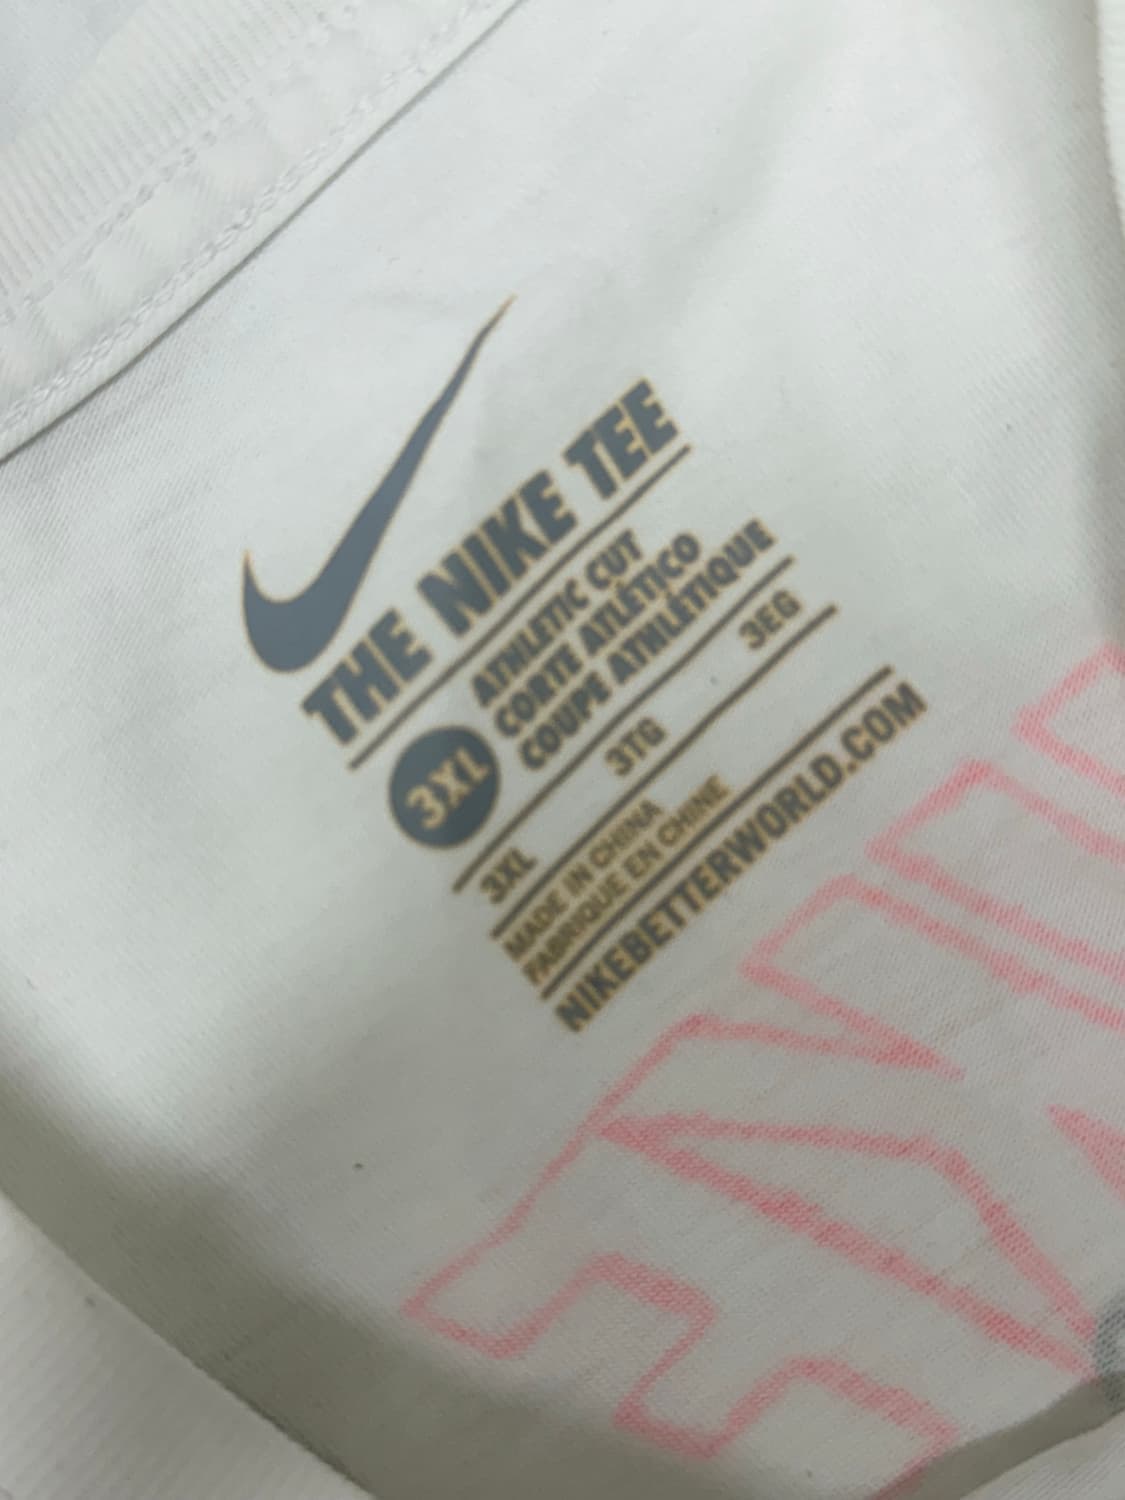 THE NIKE TEE
3XL
ATHLETIC CUT
CORTE ATLÉTICO
COUPE ATHLÉTIQUE
3XL 3TG 3EG
MADE IN CHINA
FABRIQUE EN CHINE
NIKEBETTERWORLD.COM